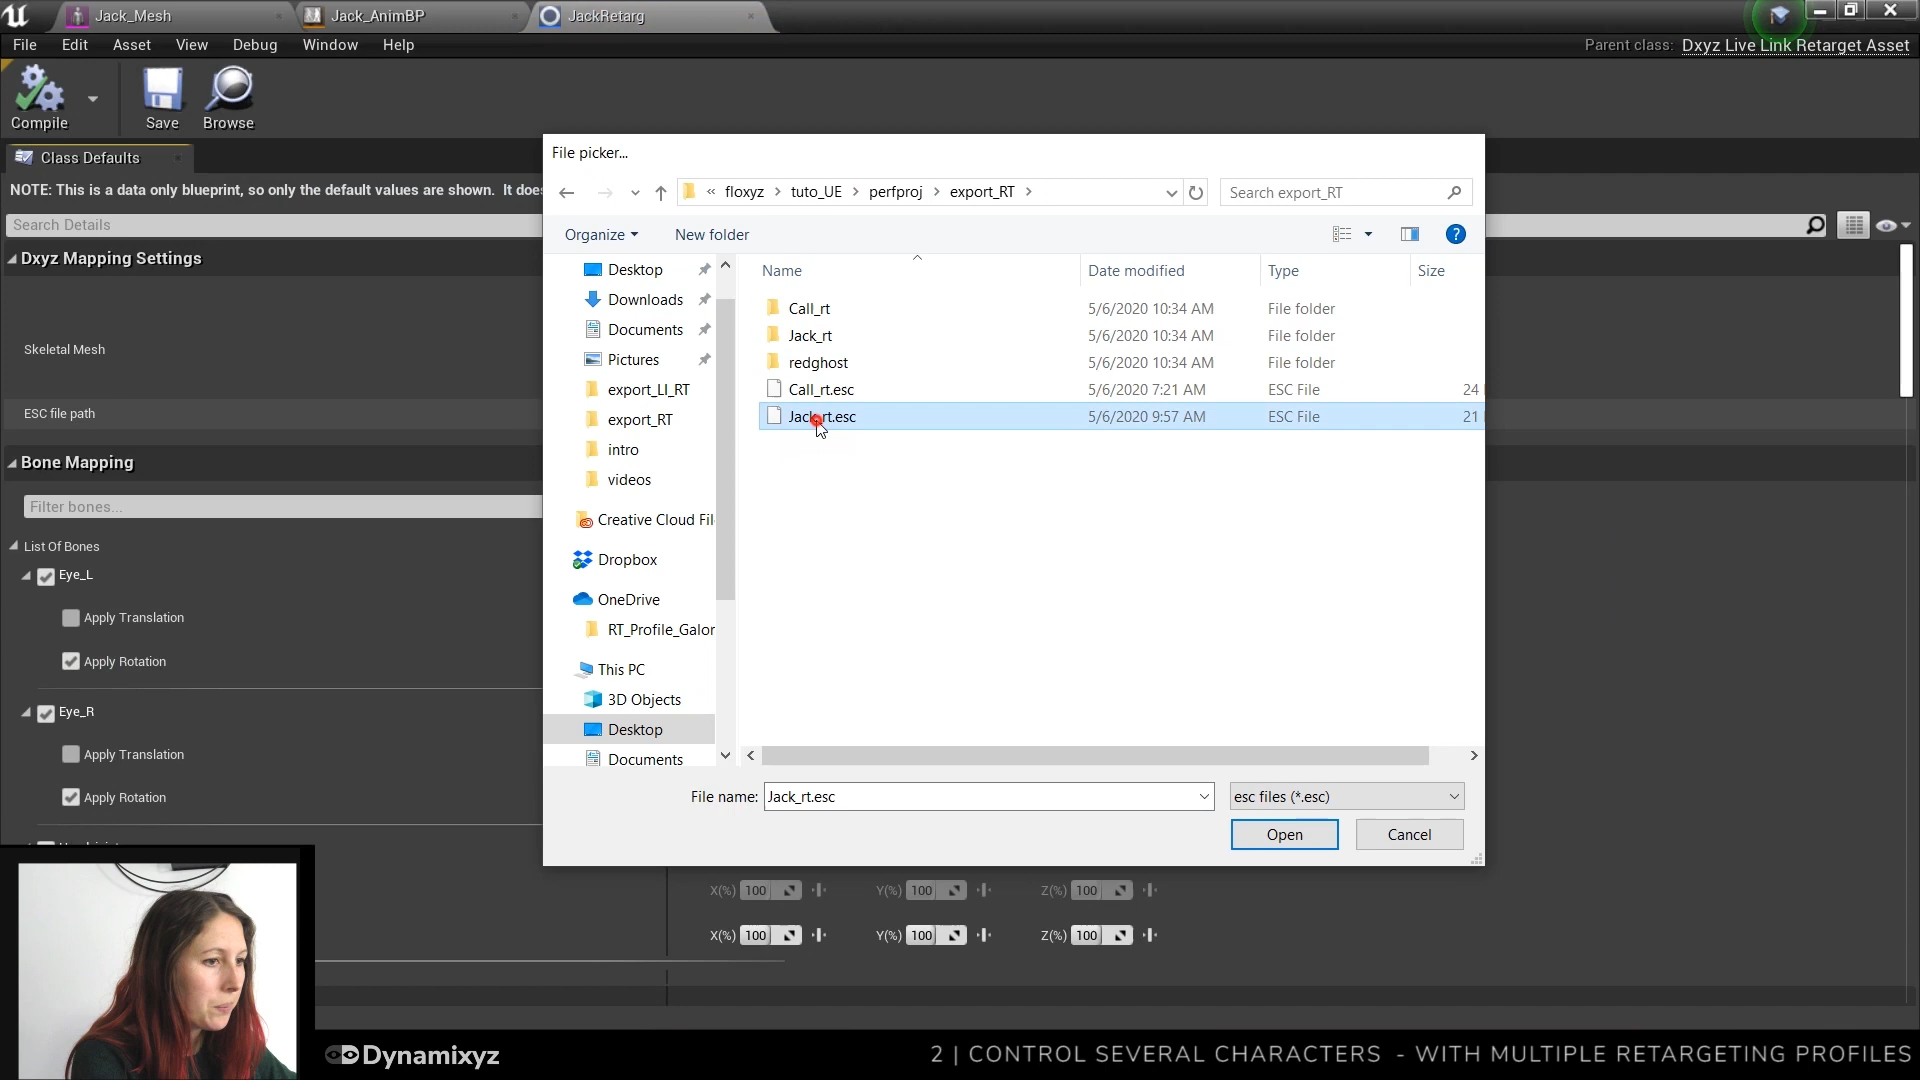 Jack_Mesh
Jack_AnimBP
JackRetarg
File Edit Asset View Debug Window Help
Parent class: Dxyz Live Link Retarget Asset
Compile
Save
Browse
Class Defaults
NOTE: This is a data only blueprint, so only the default values are shown. It does
Search Details
Dxyz Mapping Settings
Skeletal Mesh
ESC file path
Bone Mapping
Filter bones...
List Of Bones
Eye_L
Apply Translation
Apply Rotation
Eye_R
Apply Translation
Apply Rotation
File picker...
« floxyz > tuto_UE > perfproj > export_RT >
Search export_RT
Organize
New folder
Desktop
Downloads
Documents
Pictures
export_LI_RT
export_RT
intro
videos
Creative Cloud Fil
Dropbox
OneDrive
RT_Profile_Galor
This PC
3D Objects
Desktop
Documents
Name Date modified Type Size
Call_rt 5/6/2020 10:34 AM File folder
Jack_rt 5/6/2020 10:34 AM File folder
redghost 5/6/2020 10:34 AM File folder
Call_rt.esc 5/6/2020 7:21 AM ESC File 24
Jack_rt.esc 5/6/2020 9:57 AM ESC File 21
File name: Jack_rt.esc
esc files (*.esc)
Open
Cancel
X(%) 100 Y(%) 100 Z(%) 100
X(%) 100 Y(%) 100 Z(%) 100
Dynamixyz
2 | CONTROL SEVERAL CHARACTERS - WITH MULTIPLE RETARGETING PROFILES